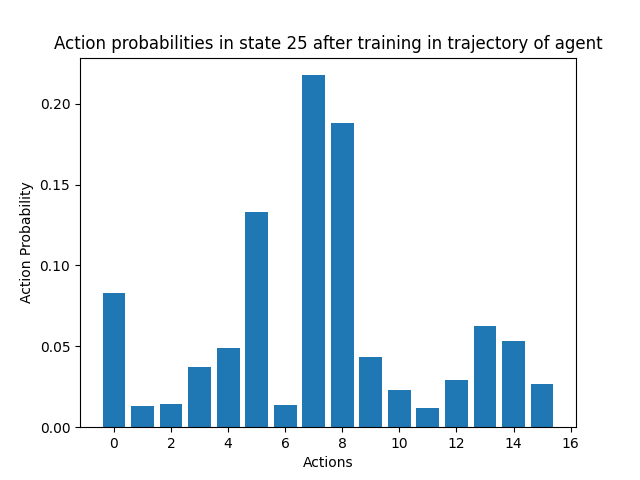 Action probabilities in state 25 after training in trajectory of agent
0.20
0.15
0.10
0.05
0.00
Action Probability
0 2 4 6 8 10 12 14 16
Actions